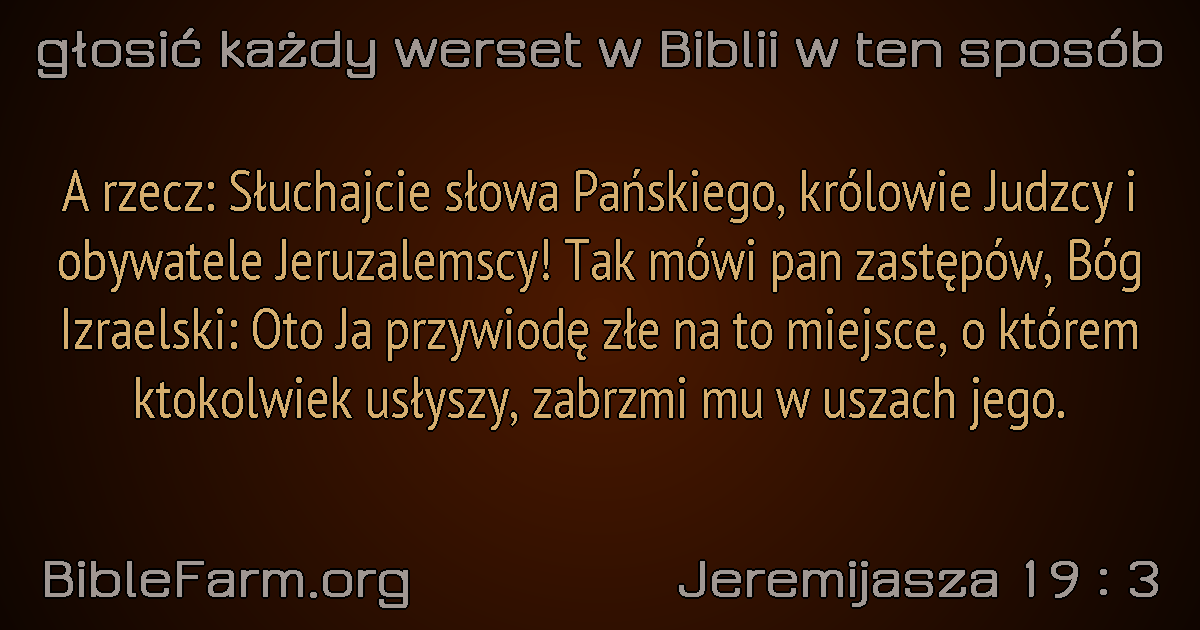 głosić każdy werset w Biblii w ten sposób
A rzecz: Słuchajcie słowa Pańskiego, królowie Judzcy i
obywatele Jeruzalemscy! Tak mówi pan zastępów, Bóg
Izraelski: Oto Ja przywiodę złe na to miejsce, o którem
ktokolwiek usłyszy, zabrzmi mu w uszach jego.
BibleFarm.org
Jeremijasza 19 : 3